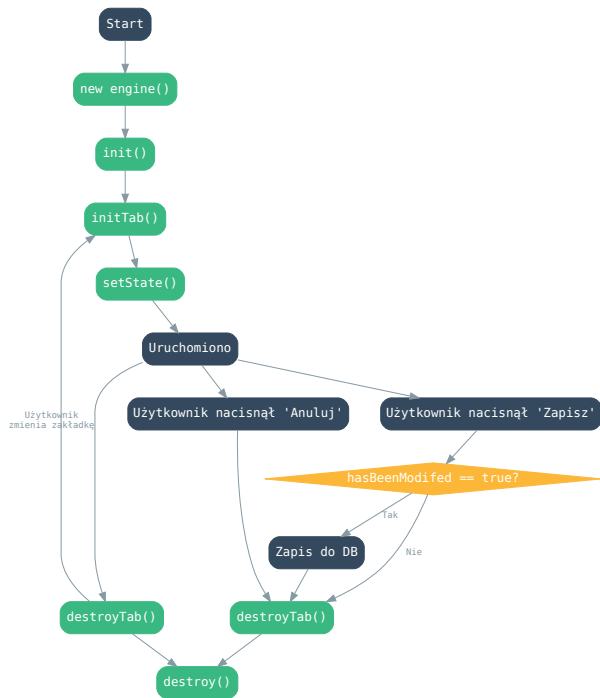 Start
new engine()
init()
initTab()
setState()
Uruchomiono
Użytkownik nacisnął 'Anuluj'
Użytkownik nacisnął 'Zapisz'
Użytkownik
zmienia zakładkę
hasBeenModifed == true?
Tak
Zapis do DB
Nie
destroyTab()
destroyTab()
destroy()